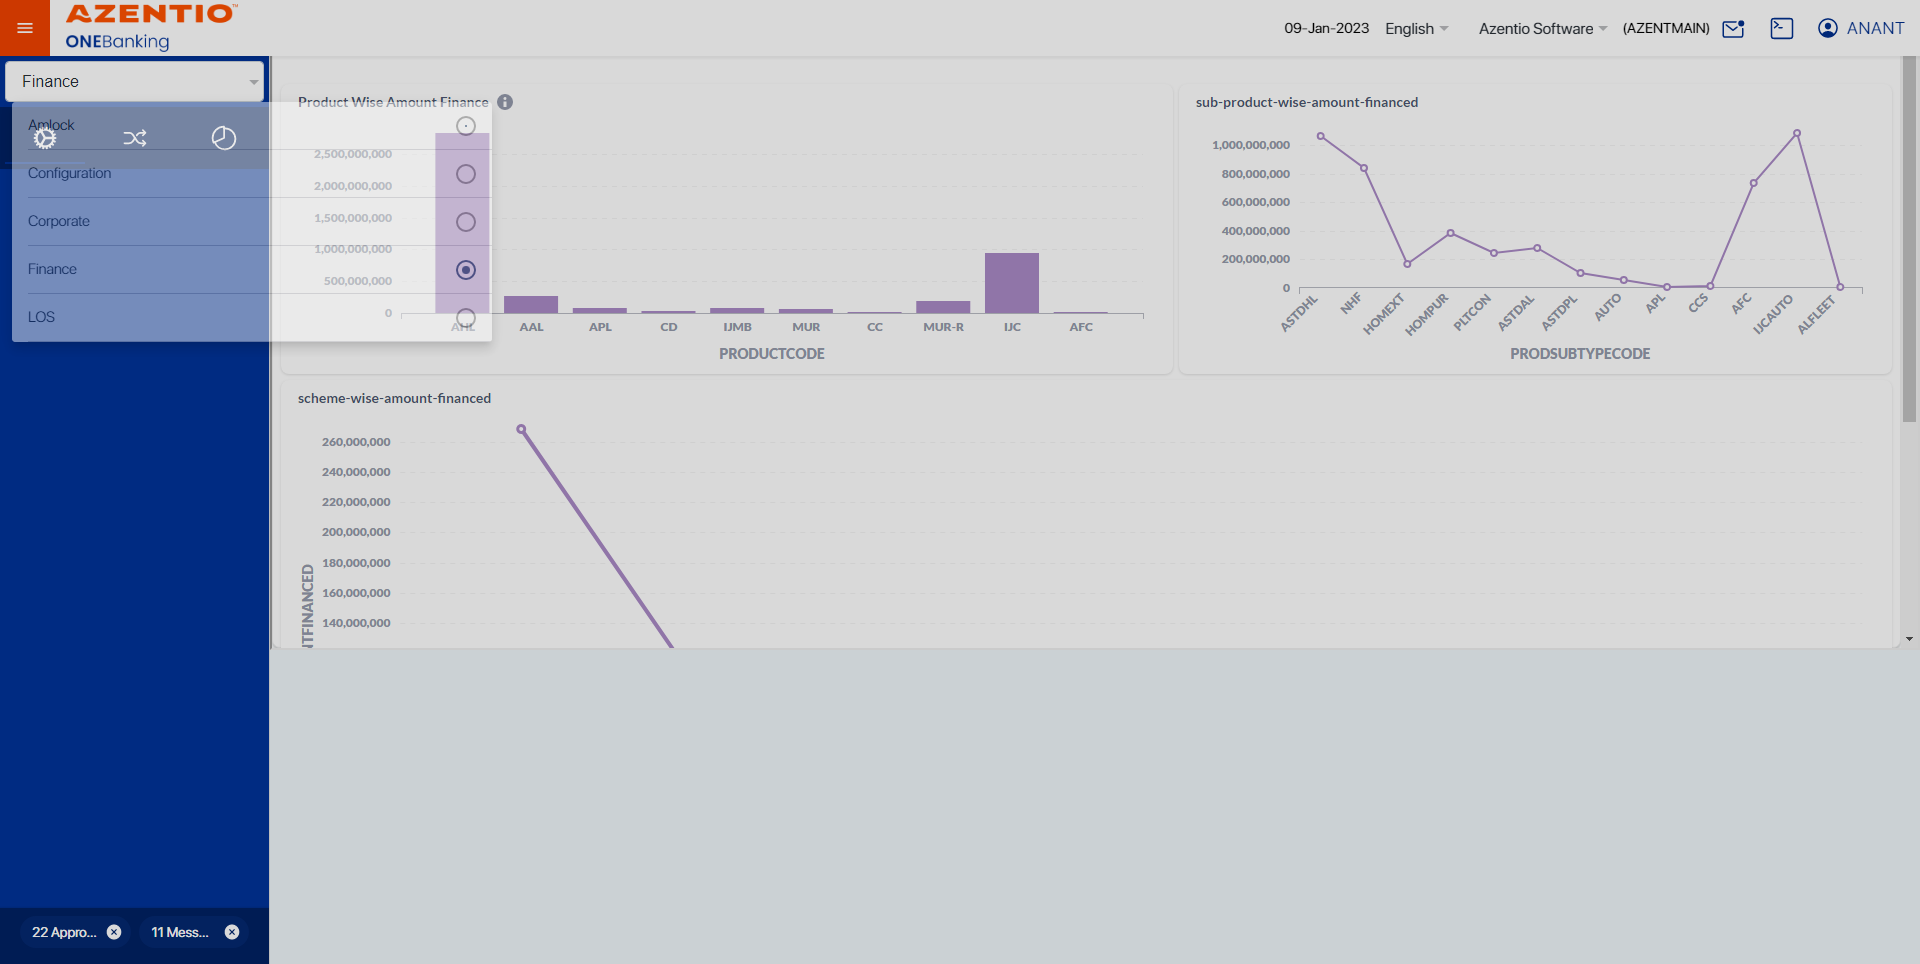 AZENTIO™
ONEBanking
09-Jan-2023
English
Azentio Software
(AZENTMAIN)
ANANT
Finance
Amlock
Configuration
Corporate
Finance
LOS
Product Wise Amount Finance
2,500,000,000
2,000,000,000
1,500,000,000
1,000,000,000
500,000,000
0
AHL AAL APL CD IJMB MUR CC MUR-R IJC AFC
PRODUCTCODE
sub-product-wise-amount-financed
1,000,000,000
800,000,000
600,000,000
400,000,000
200,000,000
0
ASTDHL NHF HOMEXT HOMPUR PLTCON ASTDAL ASTDPL AUTO APL CCS AFC IJCAUTO ALFLEET
PRODSUBTYPECODE
scheme-wise-amount-financed
260,000,000
240,000,000
220,000,000
200,000,000
180,000,000
160,000,000
140,000,000
NTFINANCED
22 Appro...
11 Mess...